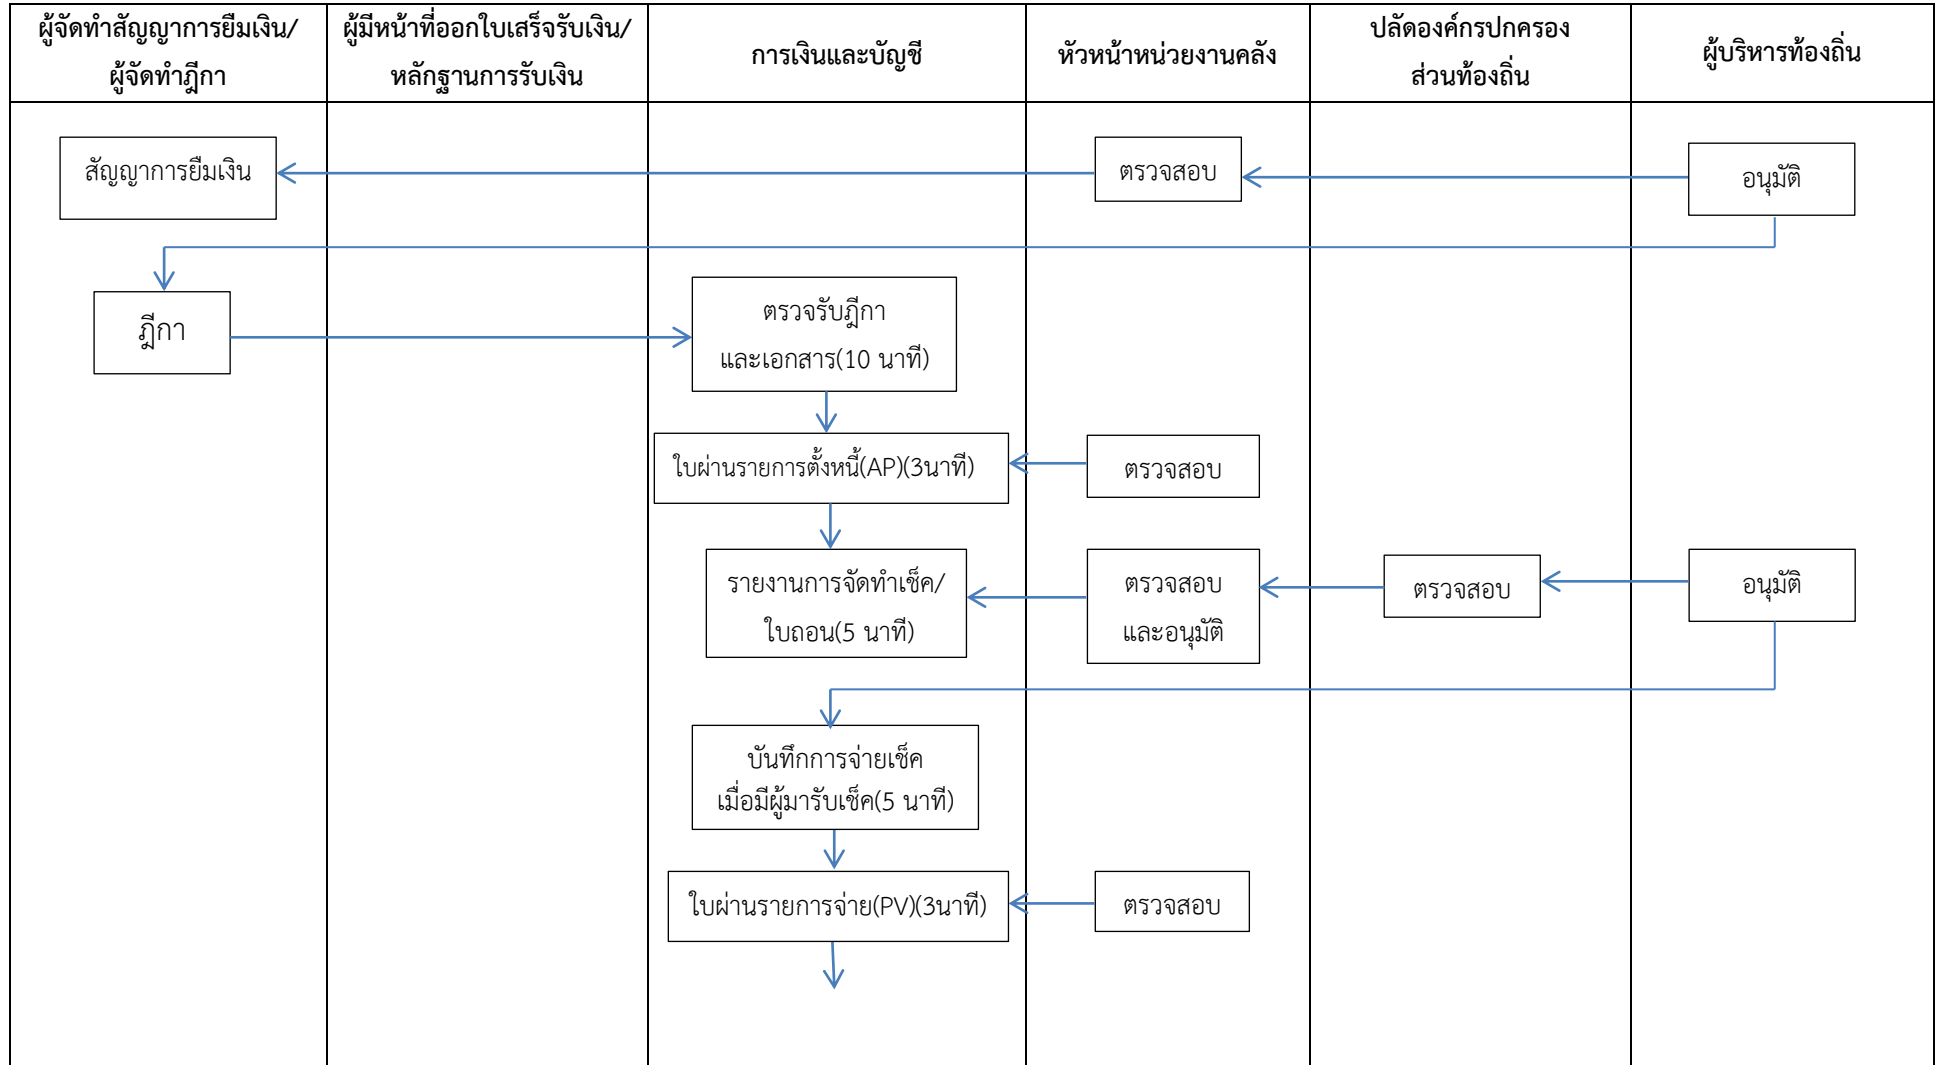 ผู้จัดทำสัญญาการยืมเงิน/
ผู้จัดทำฎีกา
ผู้มีหน้าที่ออกใบเสร็จรับเงิน/
หลักฐานการรับเงิน
การเงินและบัญชี
หัวหน้าหน่วยงานคลัง
ปลัดองค์กรปกครอง
ส่วนท้องถิ่น
ผู้บริหารท้องถิ่น
สัญญาการยืมเงิน
ตรวจสอบ
อนุมัติ
ฎีกา
ตรวจรับฎีกา
และเอกสาร(10 นาที)
ใบผ่านรายการตั้งหนี้(AP)(3นาที)
ตรวจสอบ
รายงานการจัดทำเช็ค/
ใบถอน(5 นาที)
ตรวจสอบ
และอนุมัติ
ตรวจสอบ
อนุมัติ
บันทึกการจ่ายเช็ค
เมื่อมีผู้มารับเช็ค(5 นาที)
ใบผ่านรายการจ่าย(PV)(3นาที)
ตรวจสอบ